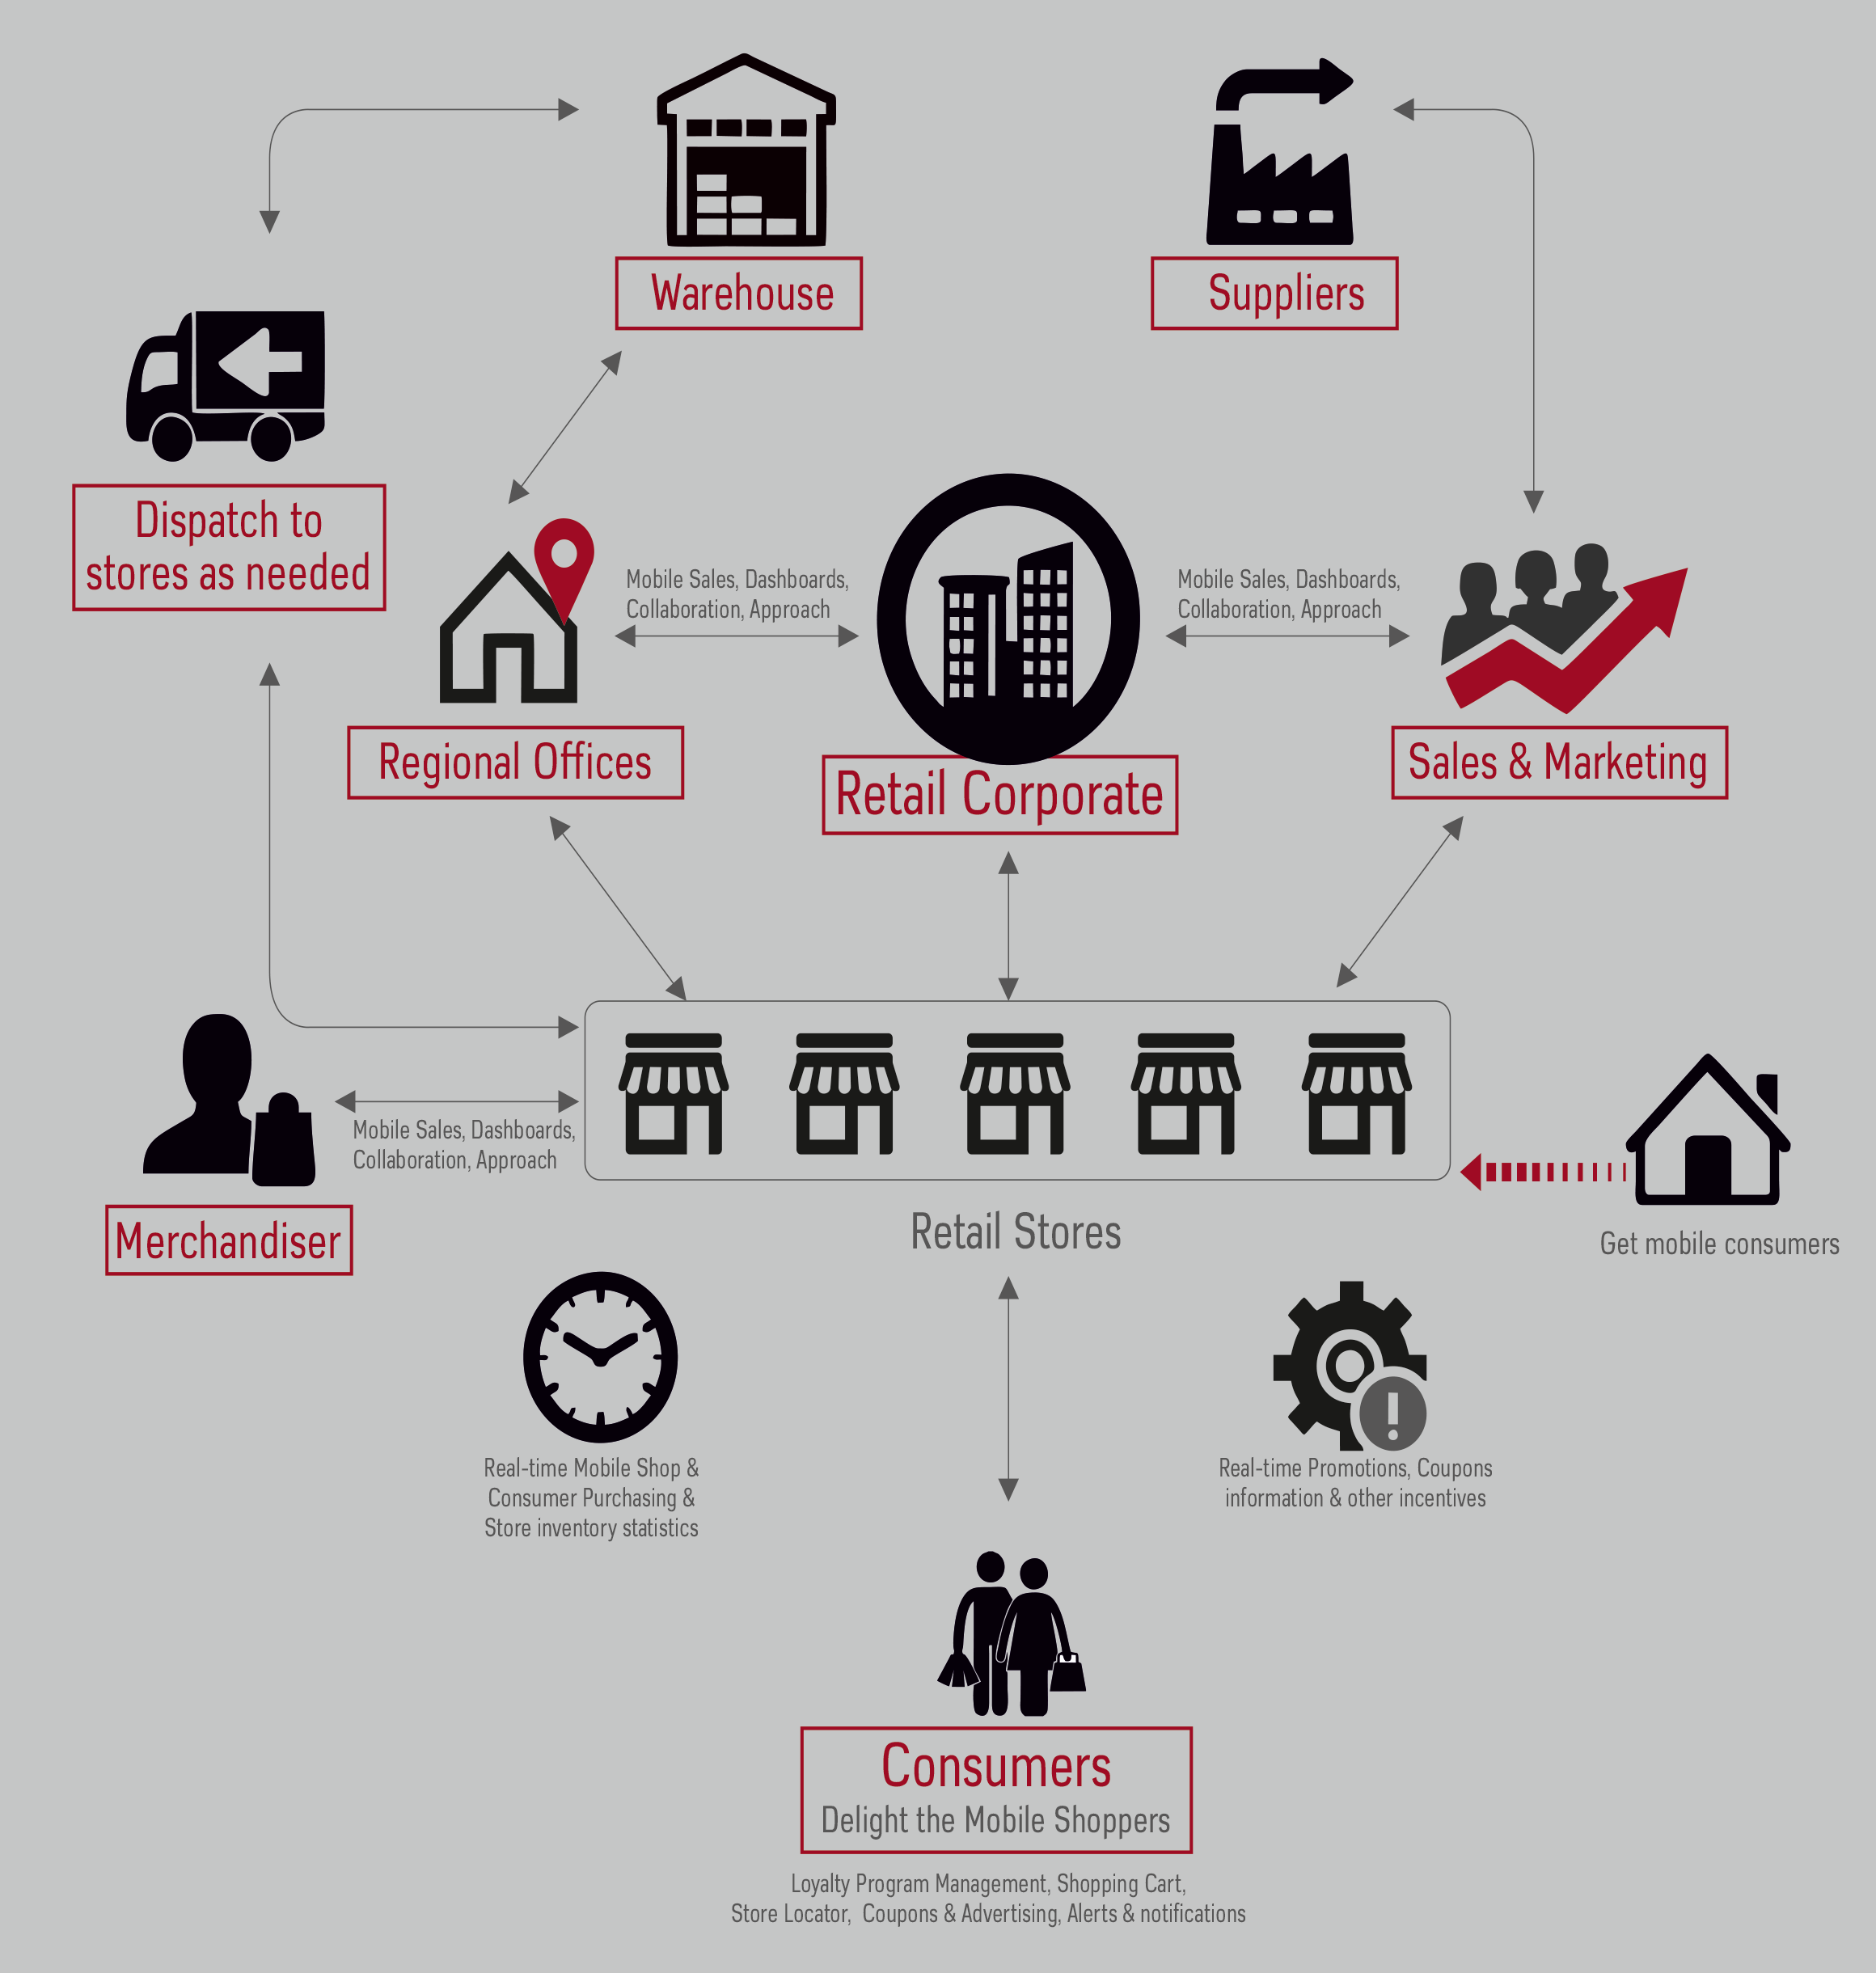 Warehouse
Suppliers
Dispatch to
stores as needed
Mobile Sales, Dashboards,
Collaboration, Approach
Mobile Sales, Dashboards,
Collaboration, Approach
Regional Offices
Retail Corporate
Sales & Marketing
Mobile Sales, Dashboards,
Collaboration, Approach
Merchandiser
Retail Stores
Get mobile consumers
Real-time Mobile Shop &
Consumer Purchasing &
Store inventory statistics
Real-time Promotions, Coupons
information & other incentives
Consumers
Delight the Mobile Shoppers
Loyalty Program Management, Shopping Cart,
Store Locator, Coupons & Advertising, Alerts & notifications